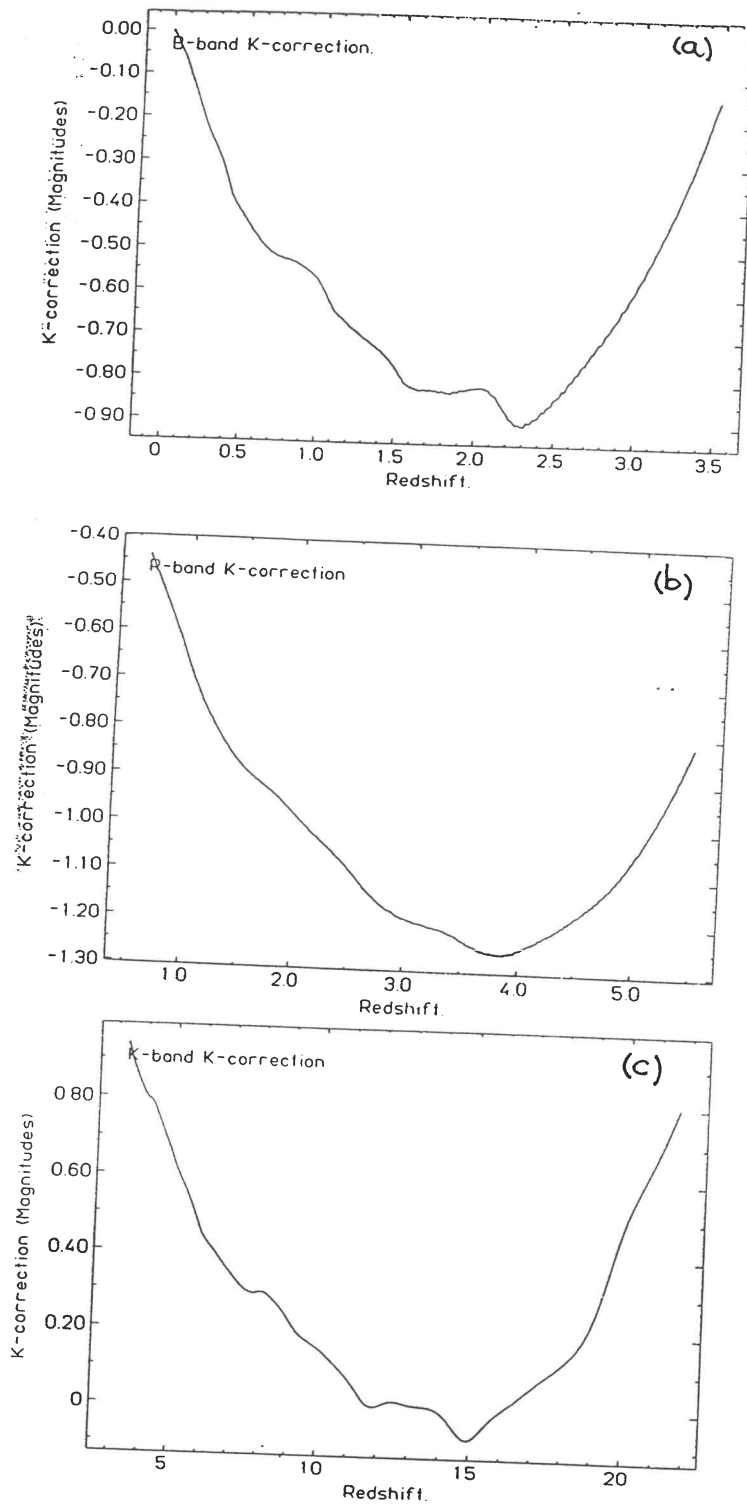 (a)
B-band K-correction.
0.00
-0.10
-0.20
-0.30
-0.40
-0.50
-0.60
-0.70
-0.80
-0.90
K-correction (Magnitudes)
0 0.5 1.0 1.5 2.0 2.5 3.0 3.5
Redshift.
(b)
R-band K-correction
-0.40
-0.50
-0.60
-0.70
-0.80
-0.90
-1.00
-1.10
-1.20
-1.30
K-correction (Magnitudes).
1.0 2.0 3.0 4.0 5.0
Redshift.
(c)
K-band K-correction
0.80
0.60
0.40
0.20
0
K-correction (Magnitudes)
5 10 15 20
Redshift.